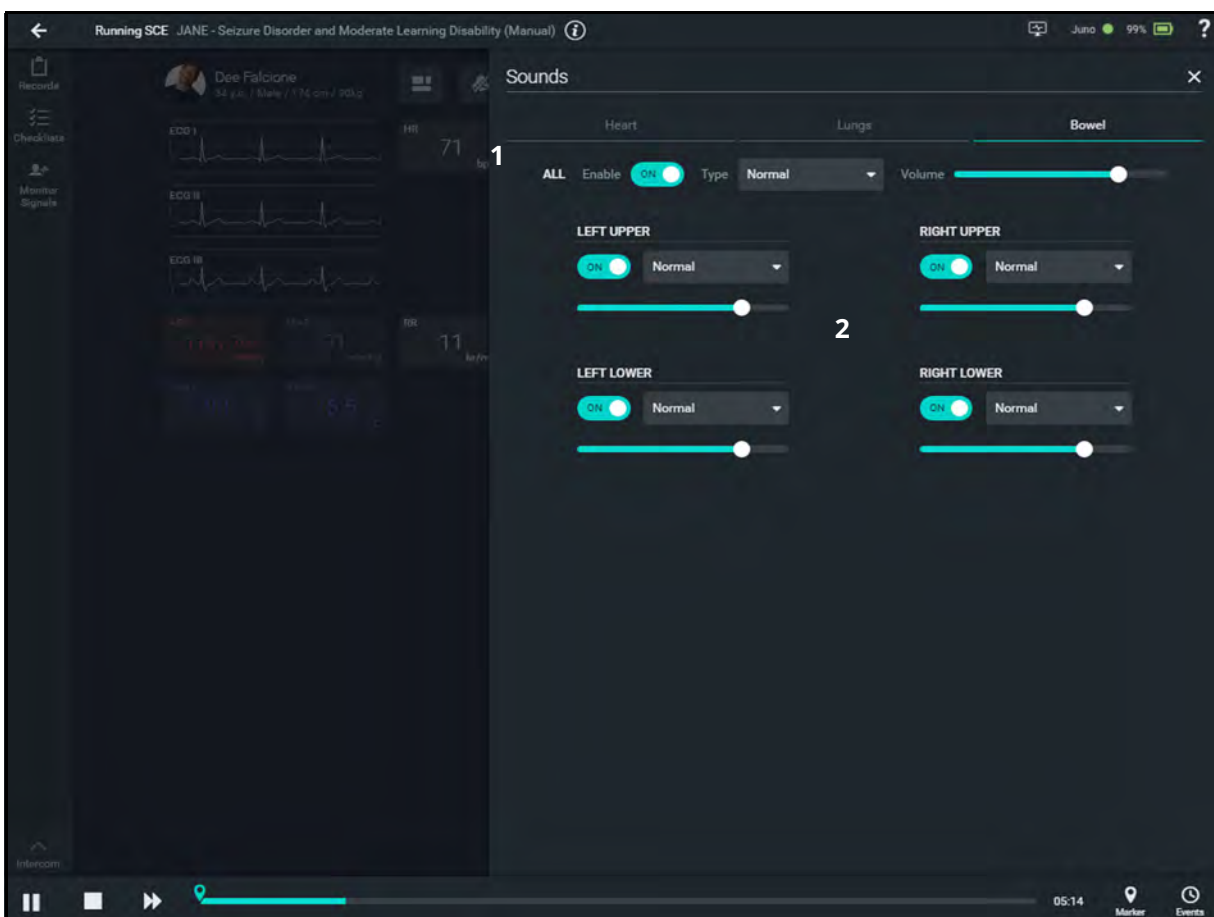 Running SCE JANE - Seizure Disorder and Moderate Learning Disability (Manual) i Juno 99% ?
Records
Checklists
Monitor
Signals
Dee Falcione
ECG I
HR
71
ECG II
ECG III
RR
11
Sounds
Heart Lungs Bowel
1
ALL Enable ON Type Normal Volume
LEFT UPPER RIGHT UPPER
ON Normal ON Normal
2
LEFT LOWER RIGHT LOWER
ON Normal ON Normal
Intercom
05:14 Marker Events